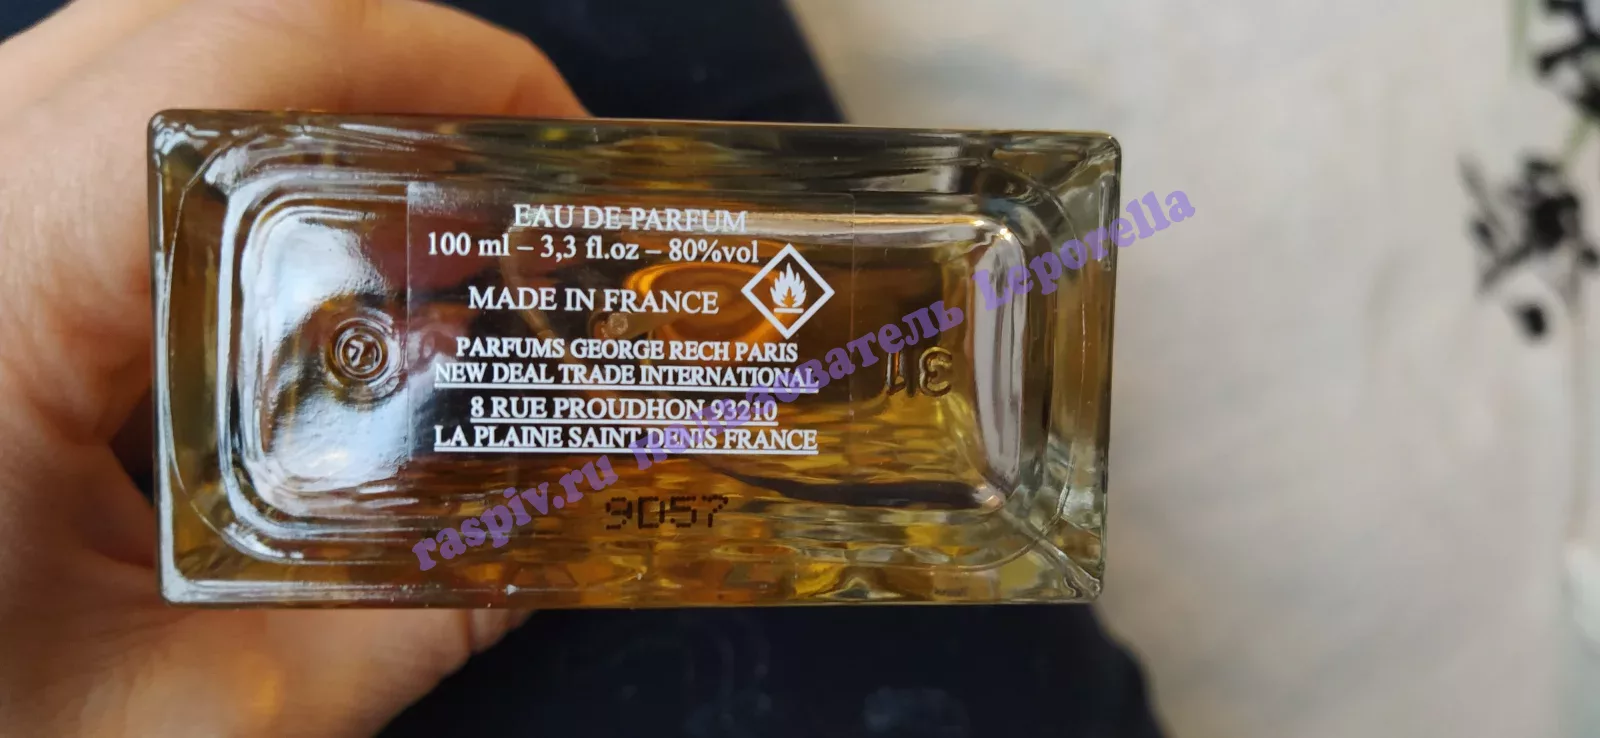 EAU DE PARFUM
100 ml – 3,3 fl.oz – 80%vol
MADE IN FRANCE
PARFUMS GEORGE RECH PARIS
NEW DEAL TRADE INTERNATIONAL
8 RUE PROUDHON 93210
LA PLAINE SAINT DENIS FRANCE
9057
31
raspiv.ru пользователь Leporella